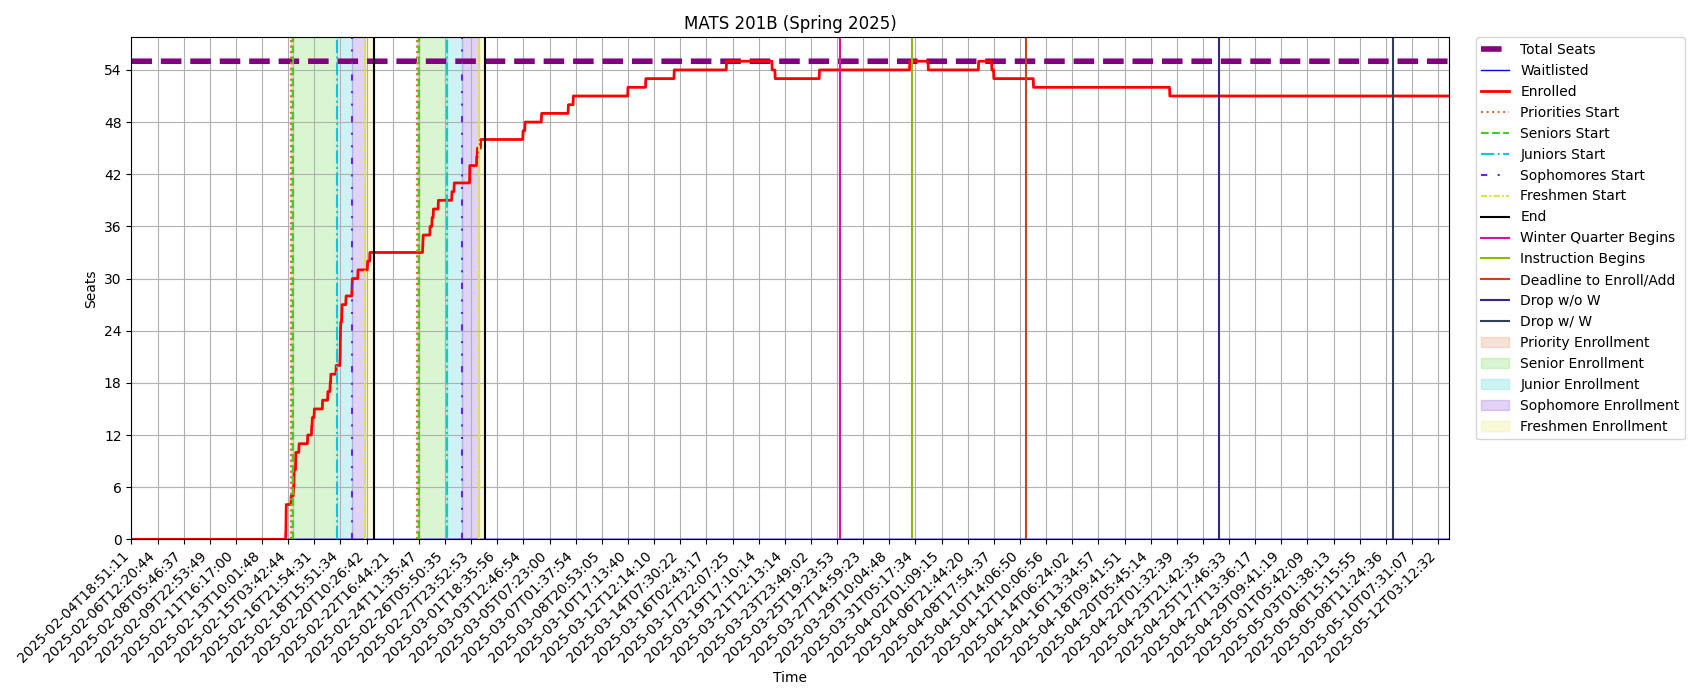 MATS 201B (Spring 2025)
Seats
54
48
42
36
30
24
18
12
6
0
2025-02-04T18:51:11
2025-02-06T12:20:44
2025-02-08T05:46:37
2025-02-09T22:53:49
2025-02-11T16:17:00
2025-02-13T10:01:48
2025-02-15T03:42:44
2025-02-16T21:54:31
2025-02-18T15:51:34
2025-02-20T10:26:42
2025-02-22T16:44:21
2025-02-24T11:35:47
2025-02-26T05:50:35
2025-02-27T23:52:53
2025-03-01T18:35:56
2025-03-03T12:46:54
2025-03-05T07:23:00
2025-03-07T01:37:54
2025-03-08T20:53:05
2025-03-10T17:13:40
2025-03-12T12:14:10
2025-03-14T07:30:22
2025-03-16T02:43:17
2025-03-17T22:07:25
2025-03-19T17:10:14
2025-03-21T12:13:14
2025-03-23T23:49:02
2025-03-25T19:23:53
2025-03-27T14:59:23
2025-03-29T10:04:48
2025-03-31T05:17:34
2025-04-02T01:09:15
2025-04-06T21:44:20
2025-04-08T17:54:37
2025-04-10T14:06:50
2025-04-12T10:06:56
2025-04-14T06:24:02
2025-04-16T13:34:57
2025-04-18T09:41:51
2025-04-20T05:45:14
2025-04-22T01:32:39
2025-04-23T21:42:35
2025-04-25T17:46:33
2025-04-27T13:36:17
2025-04-29T09:41:19
2025-05-01T05:42:09
2025-05-03T01:38:13
2025-05-06T15:15:55
2025-05-08T11:24:36
2025-05-10T07:31:07
2025-05-12T03:12:32
Time
Total Seats
Waitlisted
Enrolled
Priorities Start
Seniors Start
Juniors Start
Sophomores Start
Freshmen Start
End
Winter Quarter Begins
Instruction Begins
Deadline to Enroll/Add
Drop w/o W
Drop w/ W
Priority Enrollment
Senior Enrollment
Junior Enrollment
Sophomore Enrollment
Freshmen Enrollment